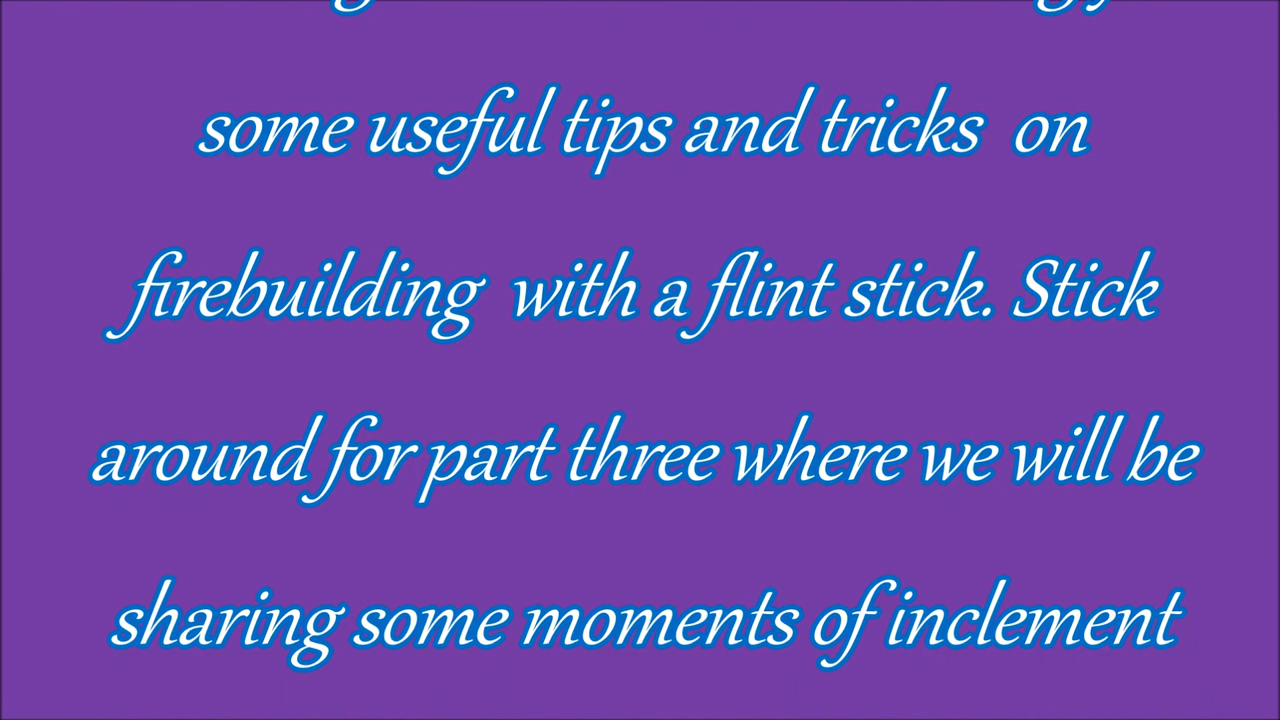 some useful tips and tricks  on
firebuilding  with a flint stick. Stick
around for part three where we will be
sharing some moments of inclement